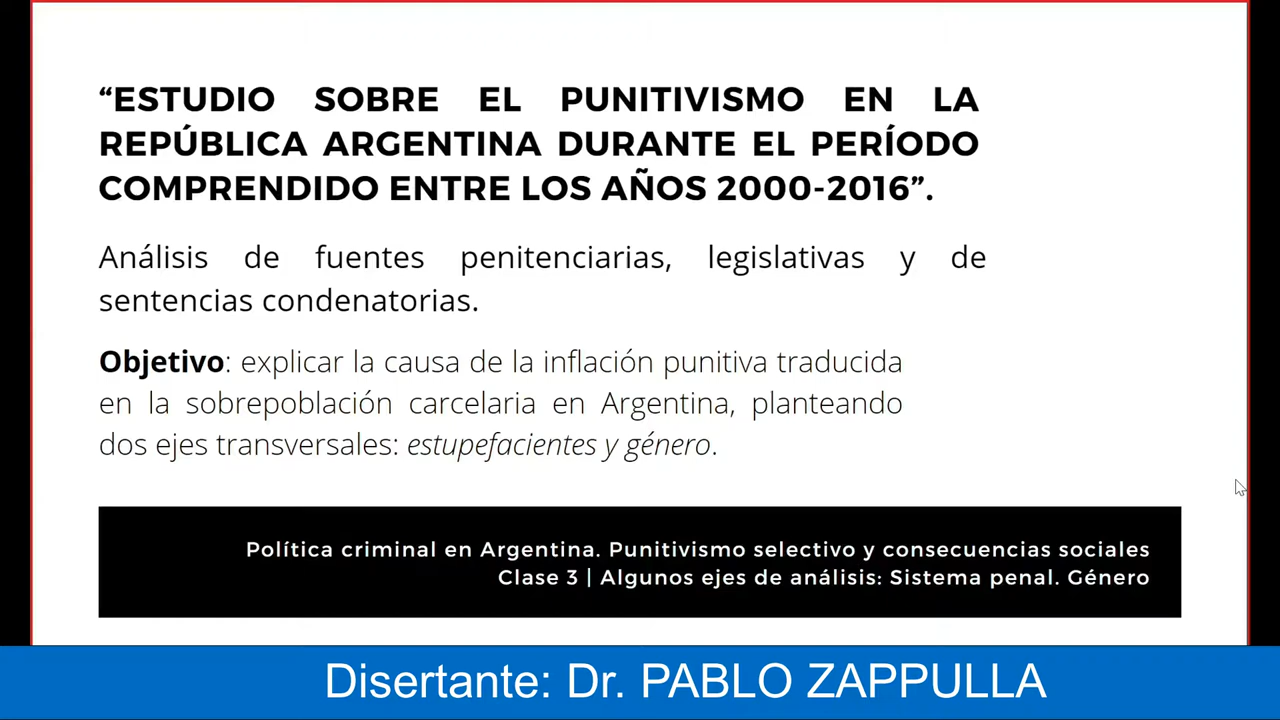 “ESTUDIO SOBRE EL PUNITIVISMO EN LA
REPÚBLICA ARGENTINA DURANTE EL PERÍODO
COMPRENDIDO ENTRE LOS AÑOS 2000-2016”.
Análisis de fuentes penitenciarias, legislativas y de
sentencias condenatorias.
Objetivo: explicar la causa de la inflación punitiva traducida
en la sobrepoblación carcelaria en Argentina, planteando
dos ejes transversales: estupefacientes y género.
Política criminal en Argentina. Punitivismo selectivo y consecuencias sociales
Clase 3 | Algunos ejes de análisis: Sistema penal. Género
Disertante: Dr. PABLO ZAPPULLA